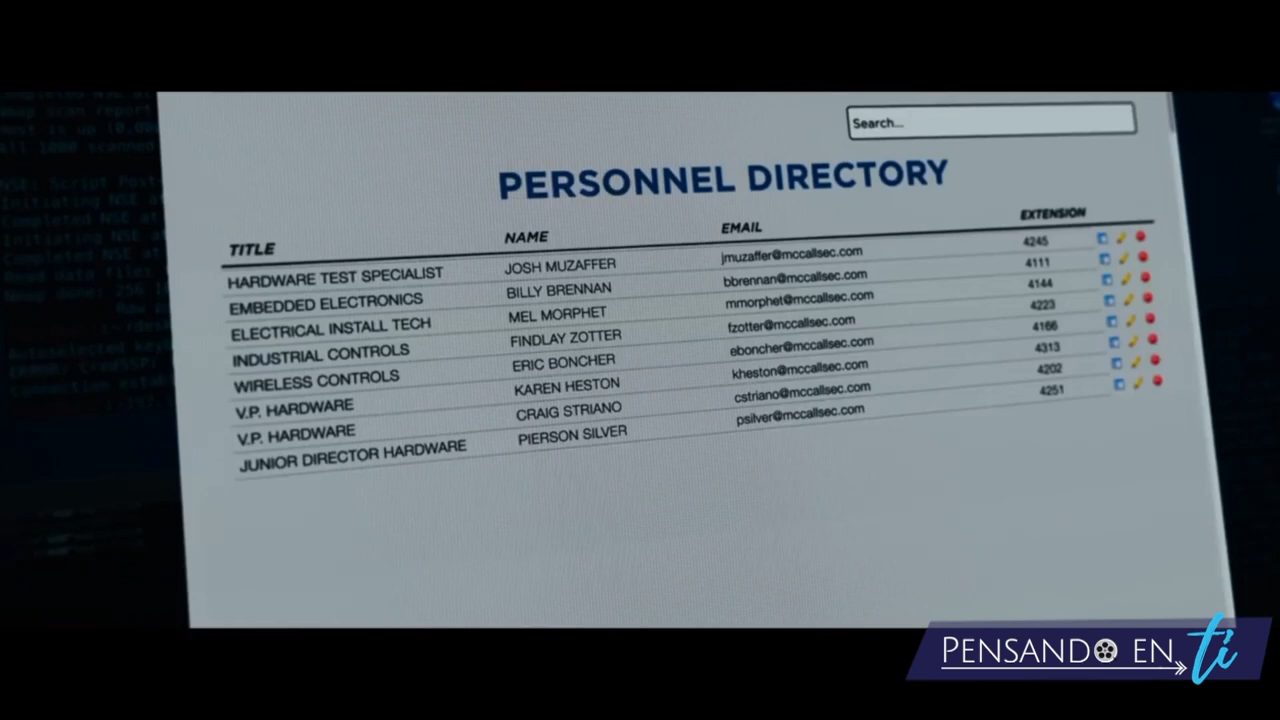 Search...
PERSONNEL DIRECTORY
TITLE NAME EMAIL EXTENSION
HARDWARE TEST SPECIALIST JOSH MUZAFFER jmuzaffer@mccallsec.com 4245
EMBEDDED ELECTRONICS BILLY BRENNAN bbrennan@mccallsec.com 4111
ELECTRICAL INSTALL TECH MEL MORPHET mmorphet@mccallsec.com 4144
INDUSTRIAL CONTROLS FINDLAY ZOTTER fzotter@mccallsec.com 4223
WIRELESS CONTROLS ERIC BONCHER eboncher@mccallsec.com 4166
V.P. HARDWARE KAREN HESTON kheston@mccallsec.com 4313
V.P. HARDWARE CRAIG STRIANO cstriano@mccallsec.com 4202
JUNIOR DIRECTOR HARDWARE PIERSON SILVER psilver@mccallsec.com 4251
PENSANDO EN ti